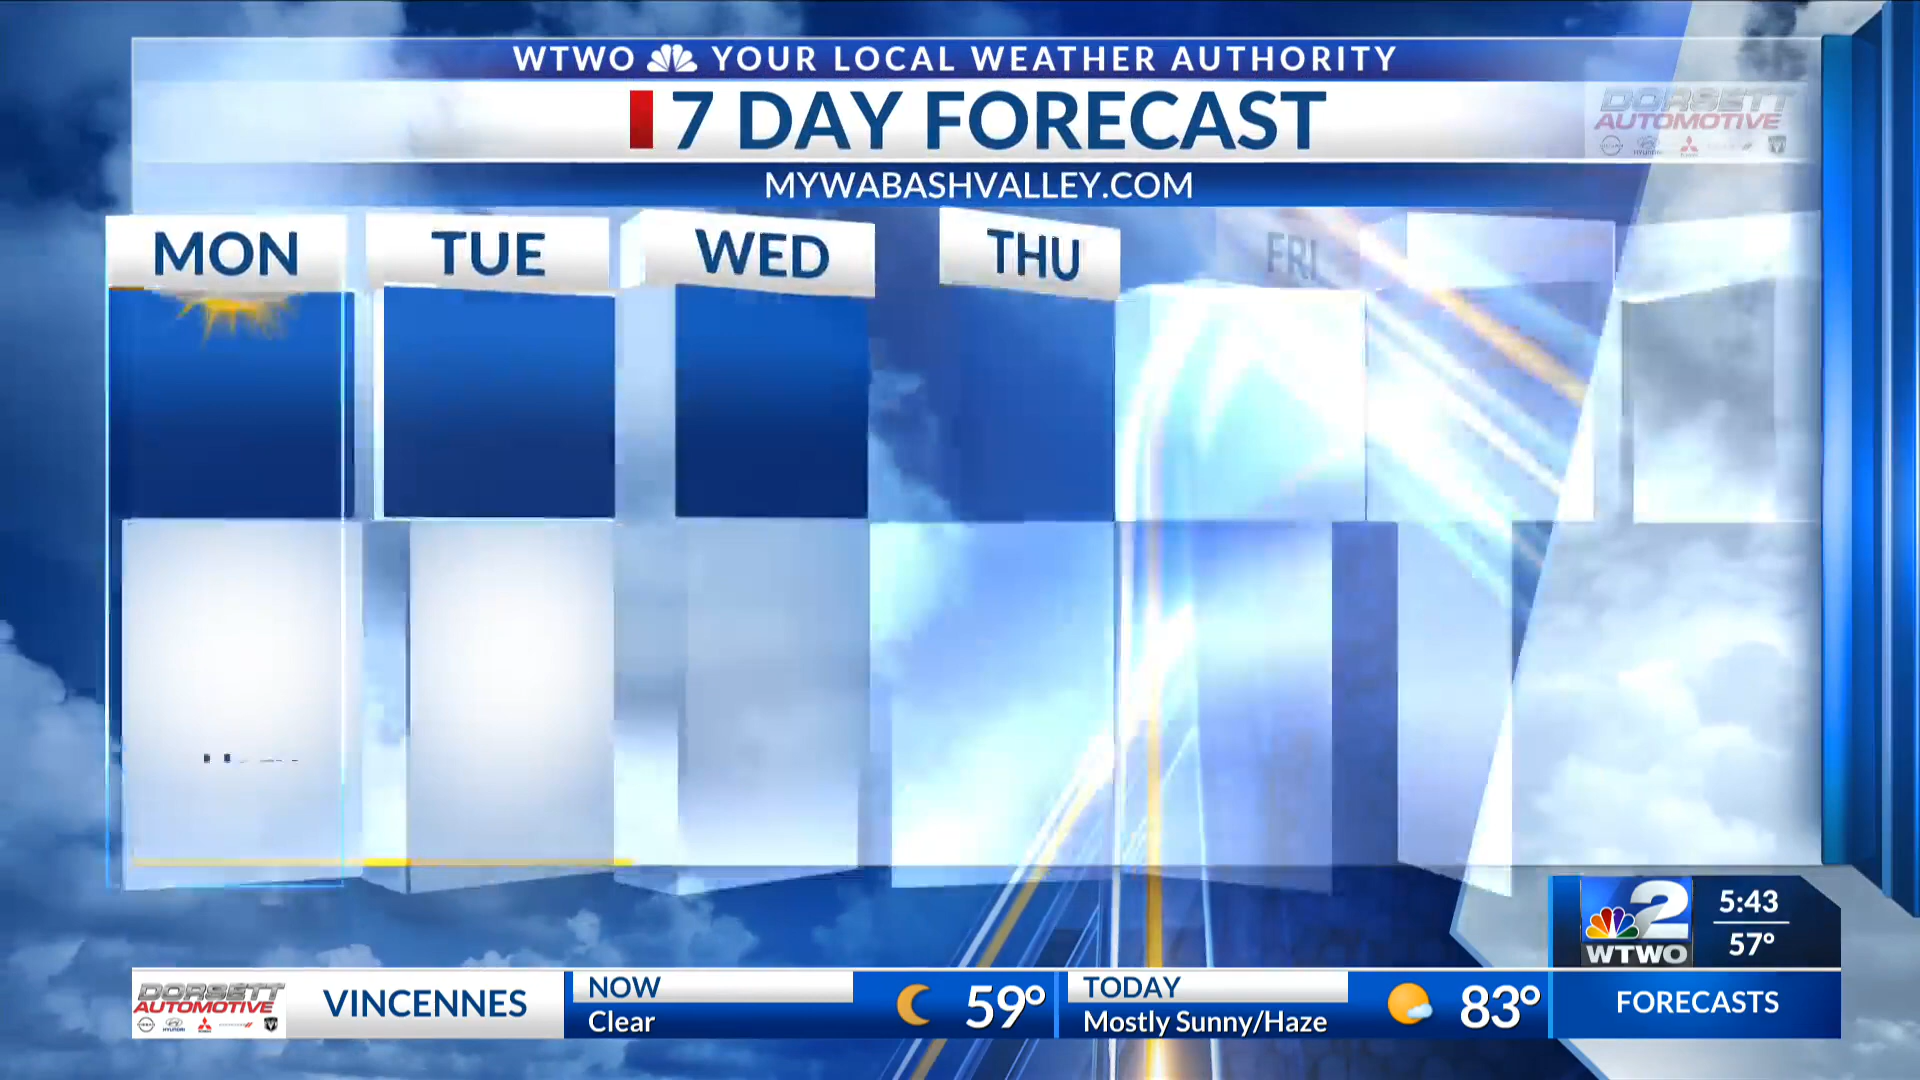 WTWO YOUR LOCAL WEATHER AUTHORITY
7 DAY FORECAST
DORSETT
AUTOMOTIVE
MYWABASHVALLEY.COM
MON TUE WED THU FRI
2
WTWO
5:43
57°
DORSETT
AUTOMOTIVE
VINCENNES
NOW
Clear
59°
TODAY
Mostly Sunny/Haze
83°
FORECASTS